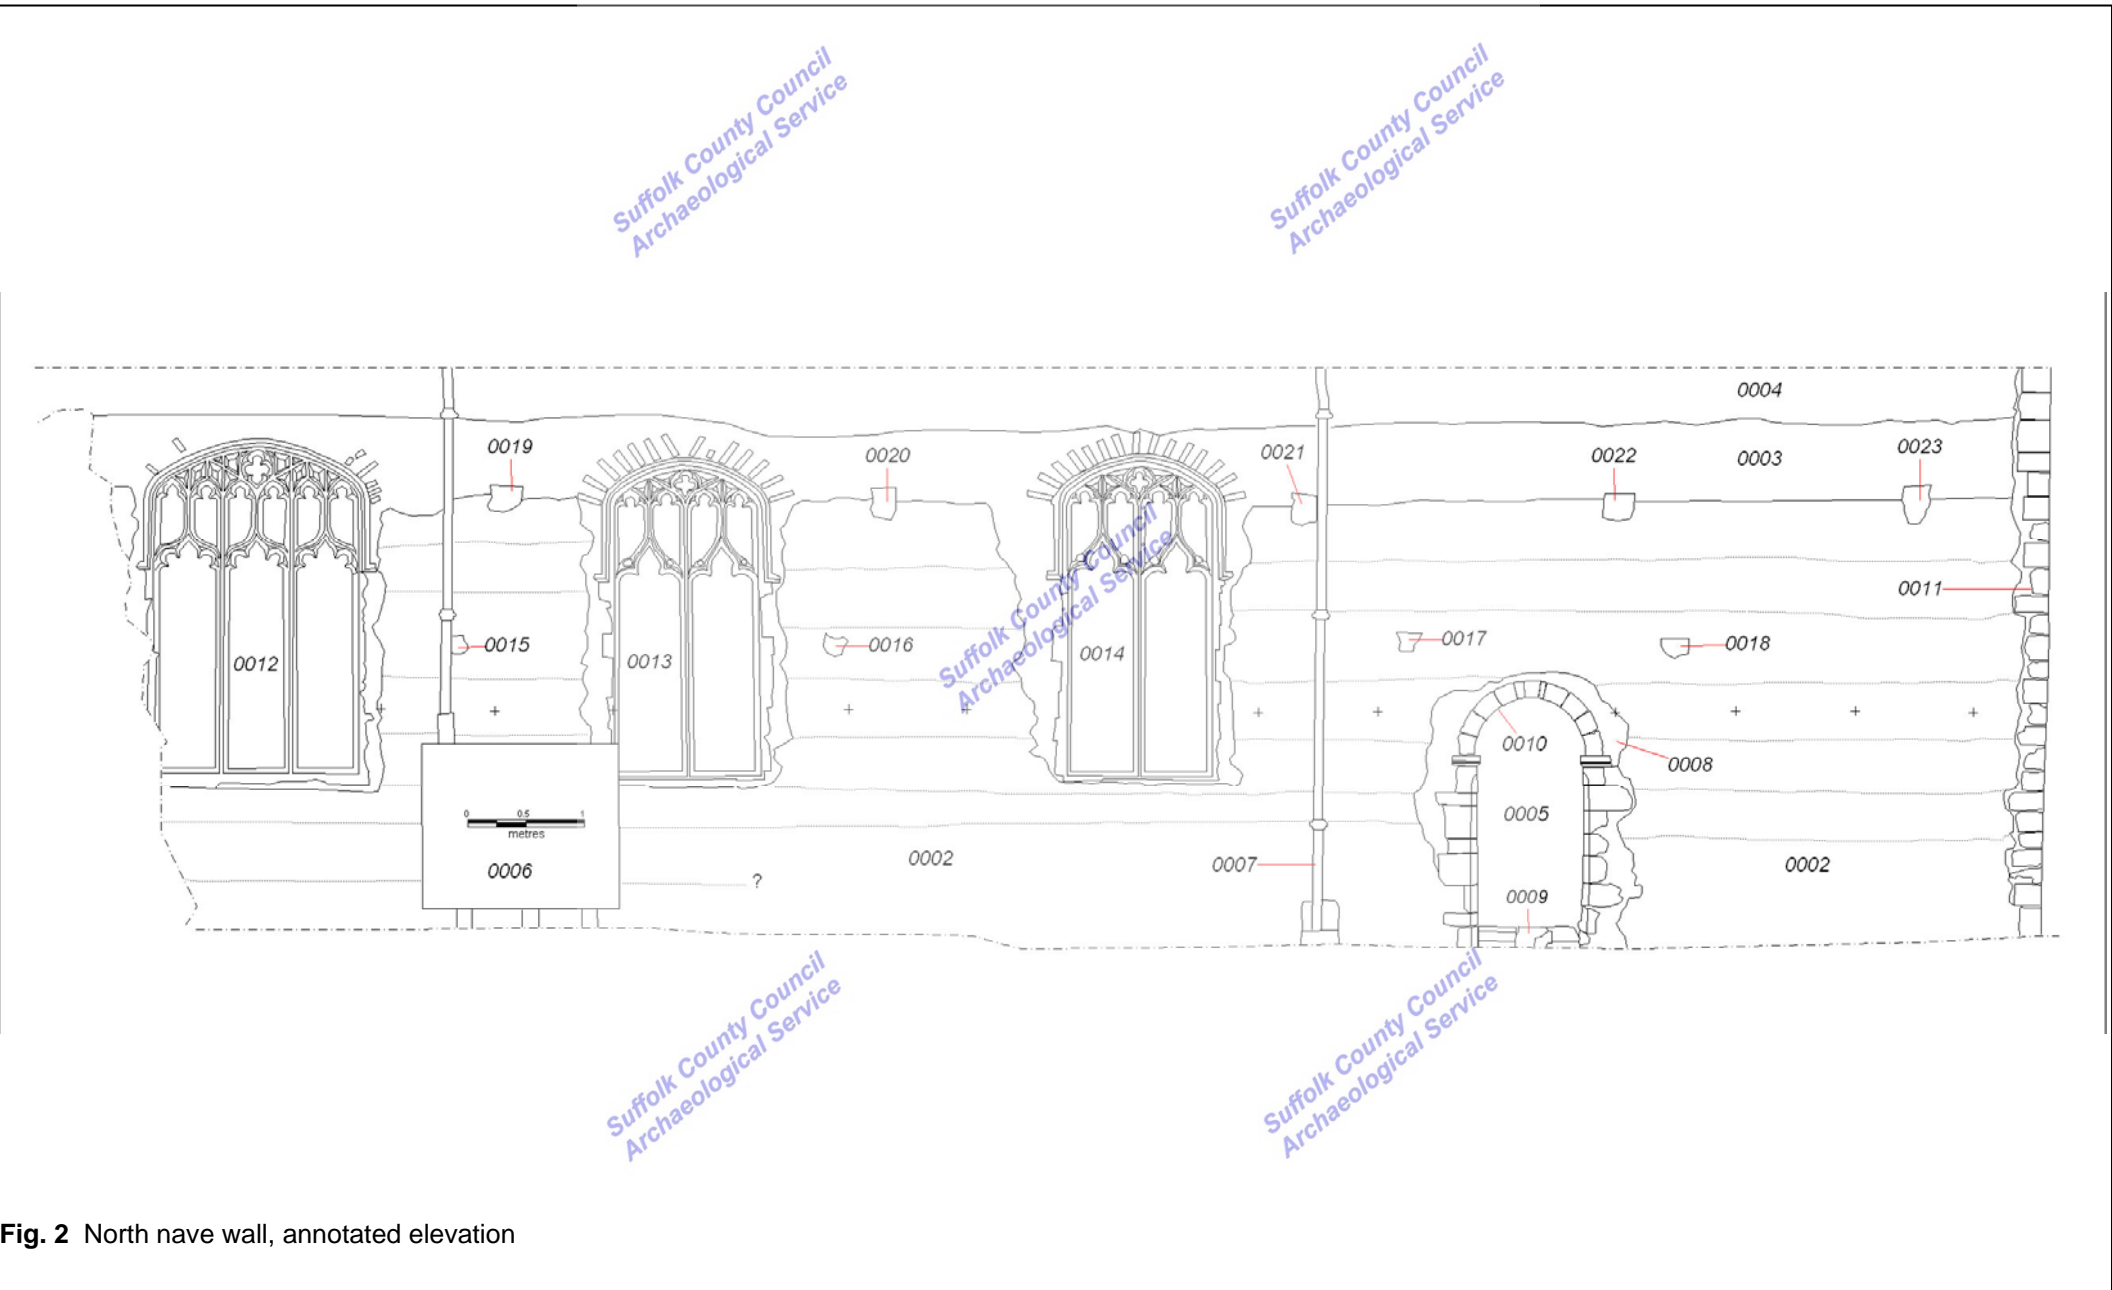 Suffolk County Council
Archaeological Service
Suffolk County Council
Archaeological Service
0004
0019
0020
0021
0022
0003
0023
0011
0015
0016
0017
0018
0012
0013
0014
Suffolk County Council
Archaeological Service
0010
0008
0 0.5 1
metres
0005
0006
0002
0007
0002
?
0009
Suffolk County Council
Archaeological Service
Suffolk County Council
Archaeological Service
Fig. 2 North nave wall, annotated elevation